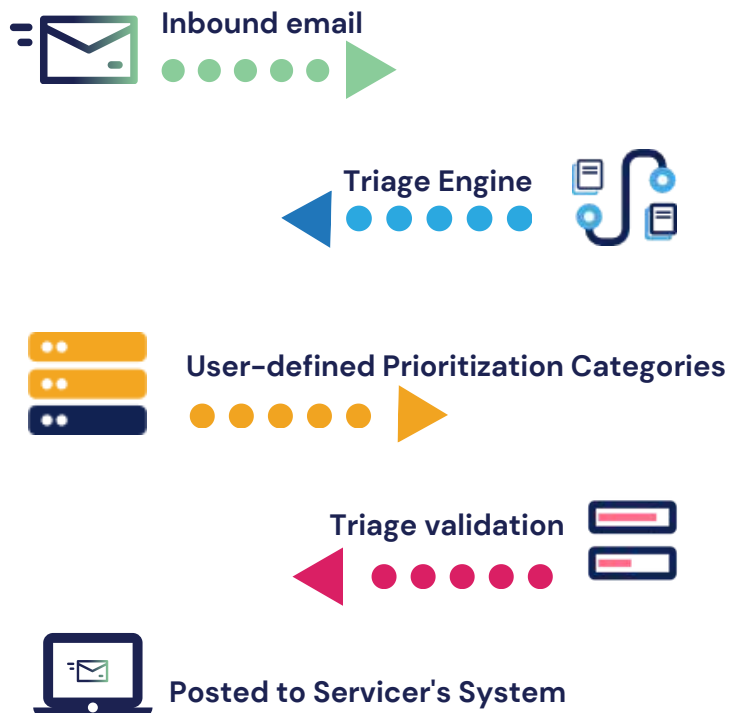 Inbound email
Triage Engine
User-defined Prioritization Categories
Triage validation
Posted to Servicer's System